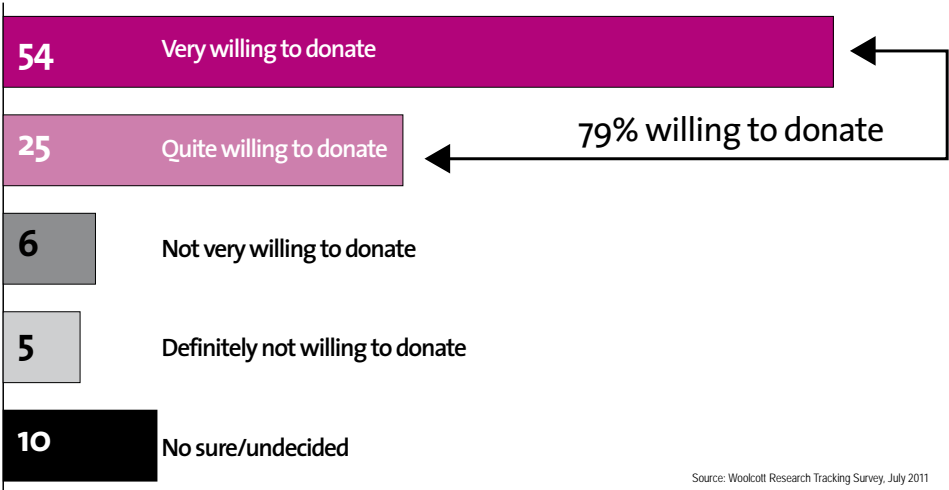 54 Very willing to donate
25 Quite willing to donate
79% willing to donate
6 Not very willing to donate
5 Definitely not willing to donate
10 No sure/undecided
Source: Woolcott Research Tracking Survey, July 2011